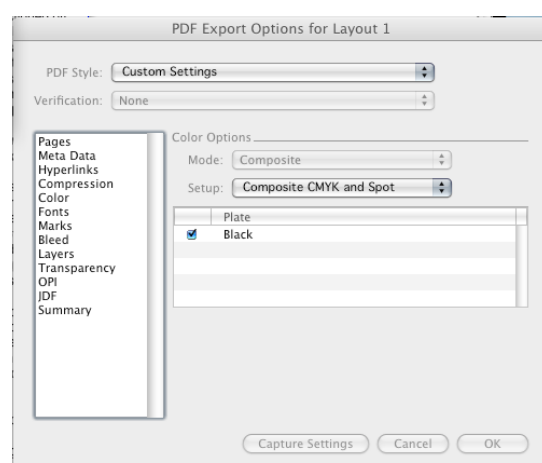 PDF Export Options for Layout 1
PDF Style: Custom Settings
Verification: None
Pages
Meta Data
Hyperlinks
Compression
Color
Fonts
Marks
Bleed
Layers
Transparency
OPI
JDF
Summary
Color Options
Mode: Composite
Setup: Composite CMYK and Spot
Plate
Black
Capture Settings Cancel OK